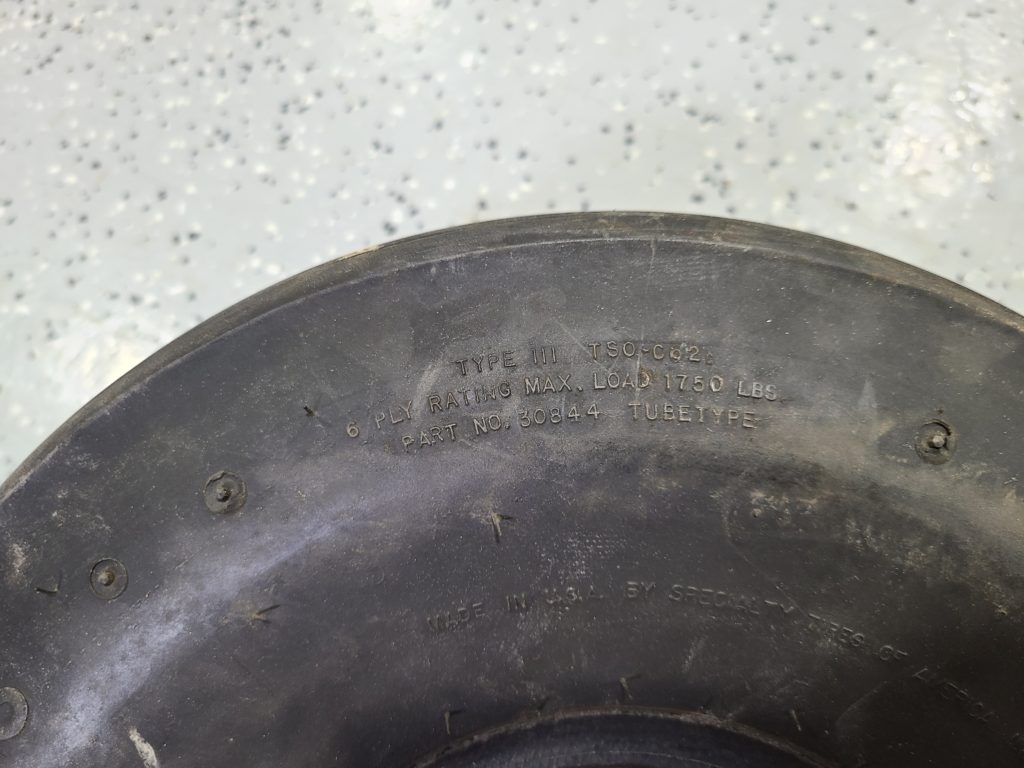 TYPE III TSO-C62
6 PLY RATING MAX. LOAD 1750 LBS.
PART NO. 30844 TUBETYPE
MADE IN U.S.A. BY SPECIALTY TIRES OF AMERICA